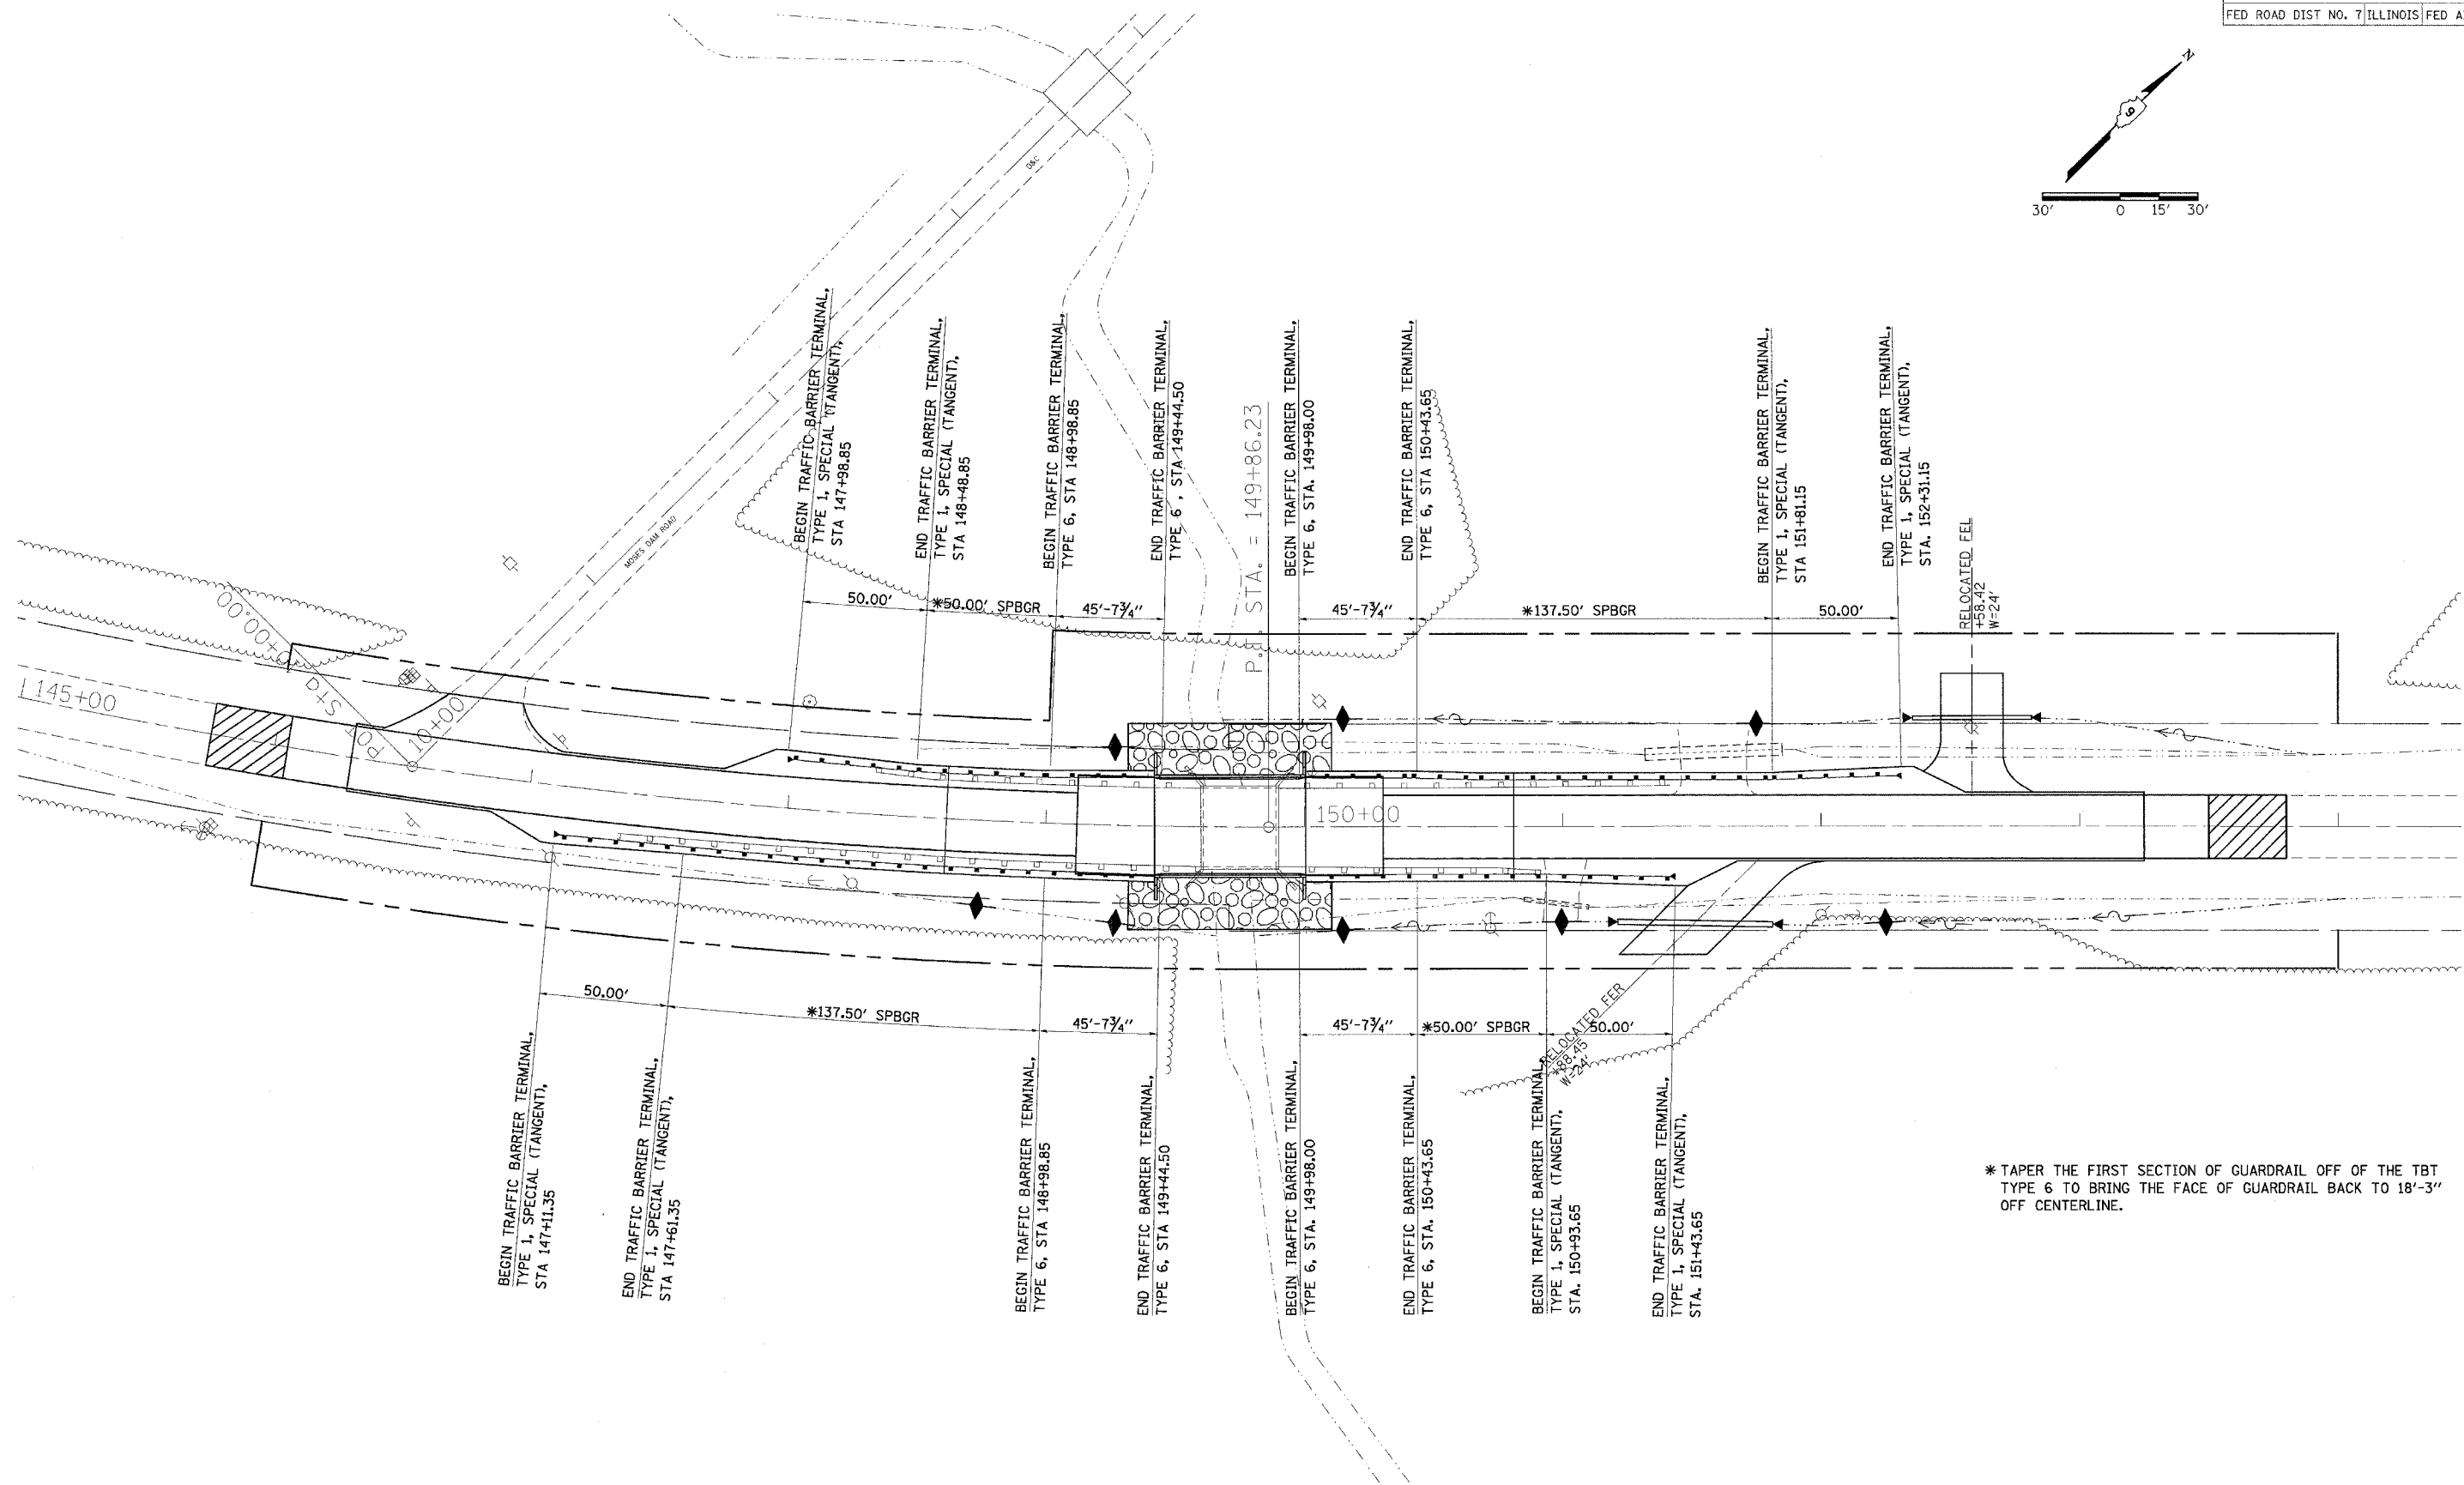 FED ROAD DIST NO. 7 ILLINOIS FED A
N
9
30' 0 15' 30'
D&C
MOSES DAM ROAD
BEGIN TRAFFIC BARRIER TERMINAL,
TYPE 1, SPECIAL (TANGENT),
STA 147+98.85
END TRAFFIC BARRIER TERMINAL,
TYPE 1, SPECIAL (TANGENT),
STA 148+48.85
BEGIN TRAFFIC BARRIER TERMINAL,
TYPE 6, STA 148+98.85
END TRAFFIC BARRIER TERMINAL,
TYPE 6 , STA 149+44.50
P.T. STA. = 149+86.23
BEGIN TRAFFIC BARRIER TERMINAL,
TYPE 6, STA. 149+98.00
END TRAFFIC BARRIER TERMINAL,
TYPE 6, STA 150+43.65
BEGIN TRAFFIC BARRIER TERMINAL,
TYPE 1, SPECIAL (TANGENT),
STA 151+81.15
END TRAFFIC BARRIER TERMINAL,
TYPE 1, SPECIAL (TANGENT),
STA. 152+31.15
RELOCATED FEL
+58.42
W=24'
50.00'
*50.00' SPBGR
45'-7¾"
45'-7¾"
*137.50' SPBGR
50.00'
145+00
POT STA 10+00.00
10+00
150+00
50.00'
*137.50' SPBGR
45'-7¾"
45'-7¾"
*50.00' SPBGR
50.00'
RELOCATED FER
+88.45
W=24'
BEGIN TRAFFIC BARRIER TERMINAL,
TYPE 1, SPECIAL (TANGENT),
STA 147+11.35
END TRAFFIC BARRIER TERMINAL,
TYPE 1, SPECIAL (TANGENT),
STA 147+61.35
BEGIN TRAFFIC BARRIER TERMINAL,
TYPE 6, STA 148+98.85
END TRAFFIC BARRIER TERMINAL,
TYPE 6, STA 149+44.50
BEGIN TRAFFIC BARRIER TERMINAL,
TYPE 6, STA. 149+98.00
END TRAFFIC BARRIER TERMINAL,
TYPE 6, STA. 150+43.65
BEGIN TRAFFIC BARRIER TERMINAL,
TYPE 1, SPECIAL (TANGENT),
STA. 150+93.65
END TRAFFIC BARRIER TERMINAL,
TYPE 1, SPECIAL (TANGENT),
STA. 151+43.65
* TAPER THE FIRST SECTION OF GUARDRAIL OFF OF THE TBT
TYPE 6 TO BRING THE FACE OF GUARDRAIL BACK TO 18'-3"
OFF CENTERLINE.